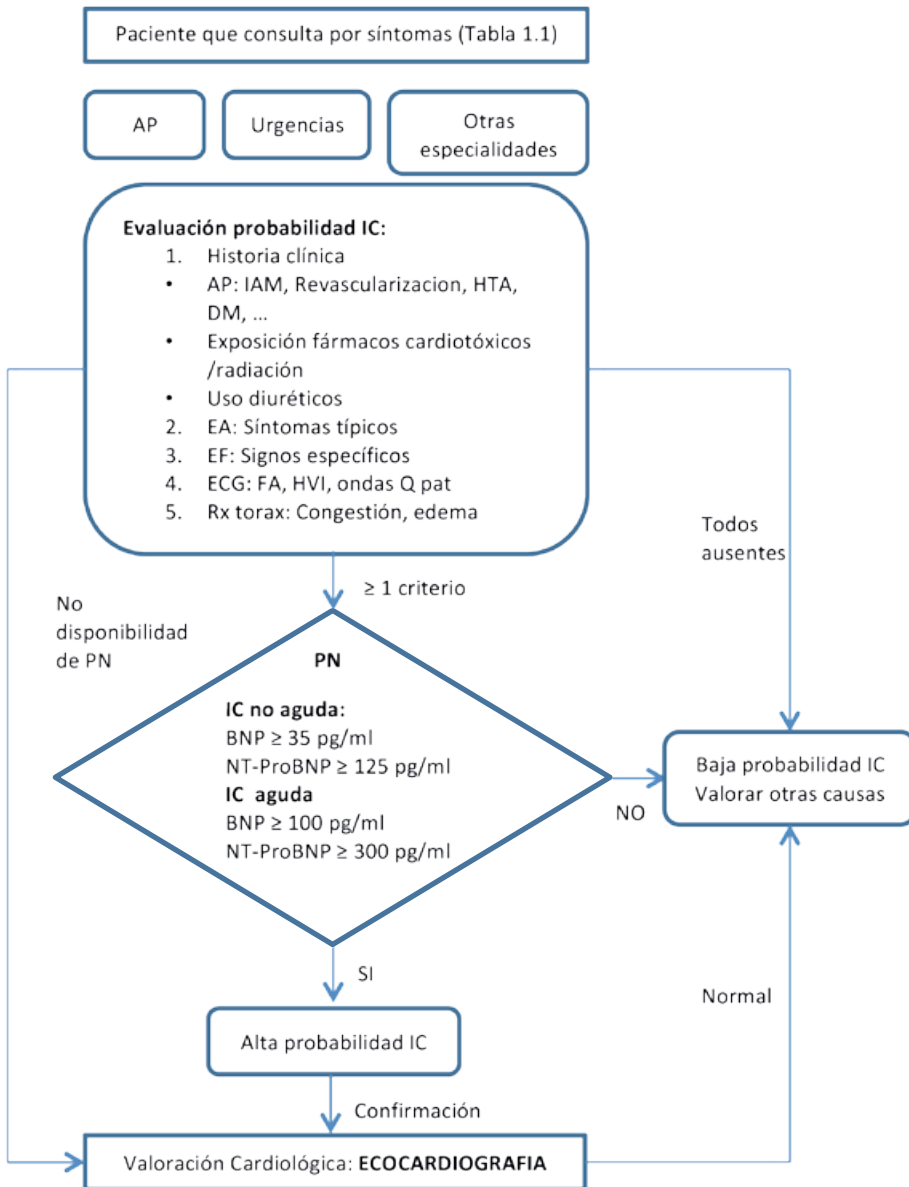 Paciente que consulta por síntomas (Tabla 1.1)
AP
Urgencias
Otras
especialidades
Evaluación probabilidad IC:
1. Historia clínica
• AP: IAM, Revascularizacion, HTA,
DM, ...
• Exposición fármacos cardiotóxicos
/radiación
• Uso diuréticos
2. EA: Síntomas típicos
3. EF: Signos específicos
4. ECG: FA, HVI, ondas Q pat
5. Rx torax: Congestión, edema
Todos
ausentes
≥ 1 criterio
No
disponibilidad
de PN
PN
IC no aguda:
BNP ≥ 35 pg/ml
NT-ProBNP ≥ 125 pg/ml
IC aguda
BNP ≥ 100 pg/ml
NT-ProBNP ≥ 300 pg/ml
NO
Baja probabilidad IC
Valorar otras causas
SI
Normal
Alta probabilidad IC
Confirmación
Valoración Cardiológica: ECOCARDIOGRAFIA